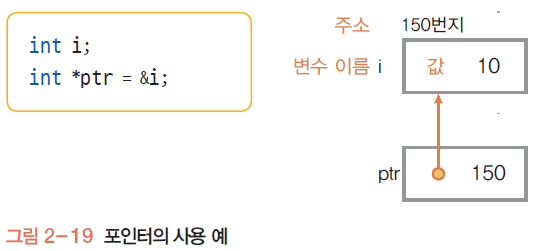 int i;
int *ptr = &i;
주소 150번지
변수 이름 i 값 10
ptr 150
그림 2-19 포인터의 사용 예